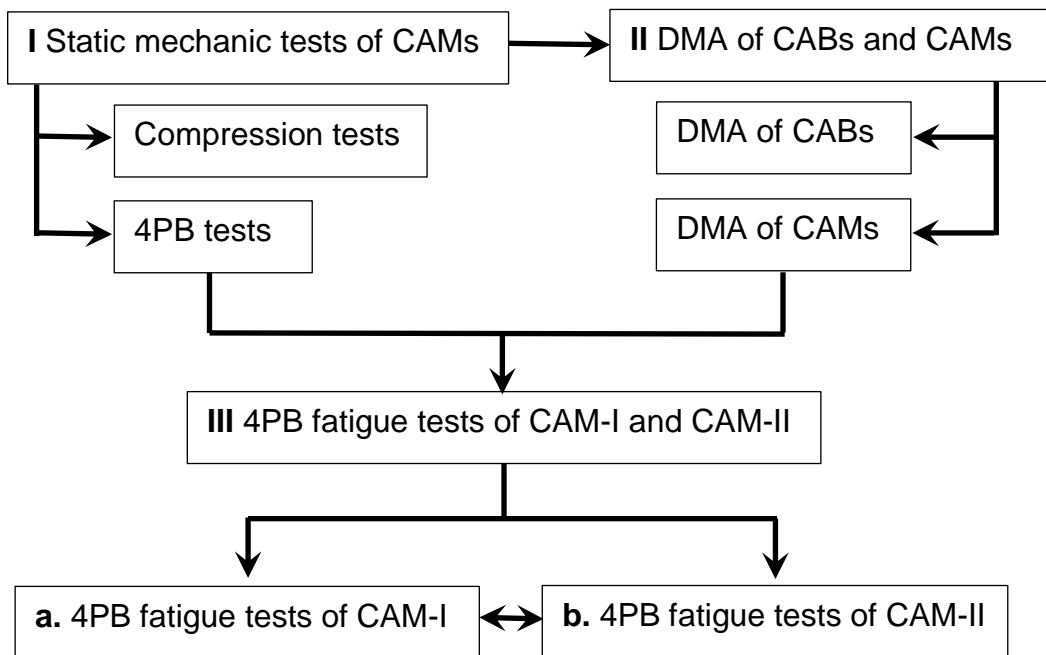 I Static mechanic tests of CAMs
II DMA of CABs and CAMs
Compression tests
DMA of CABs
4PB tests
DMA of CAMs
III 4PB fatigue tests of CAM-I and CAM-II
a. 4PB fatigue tests of CAM-I
b. 4PB fatigue tests of CAM-II